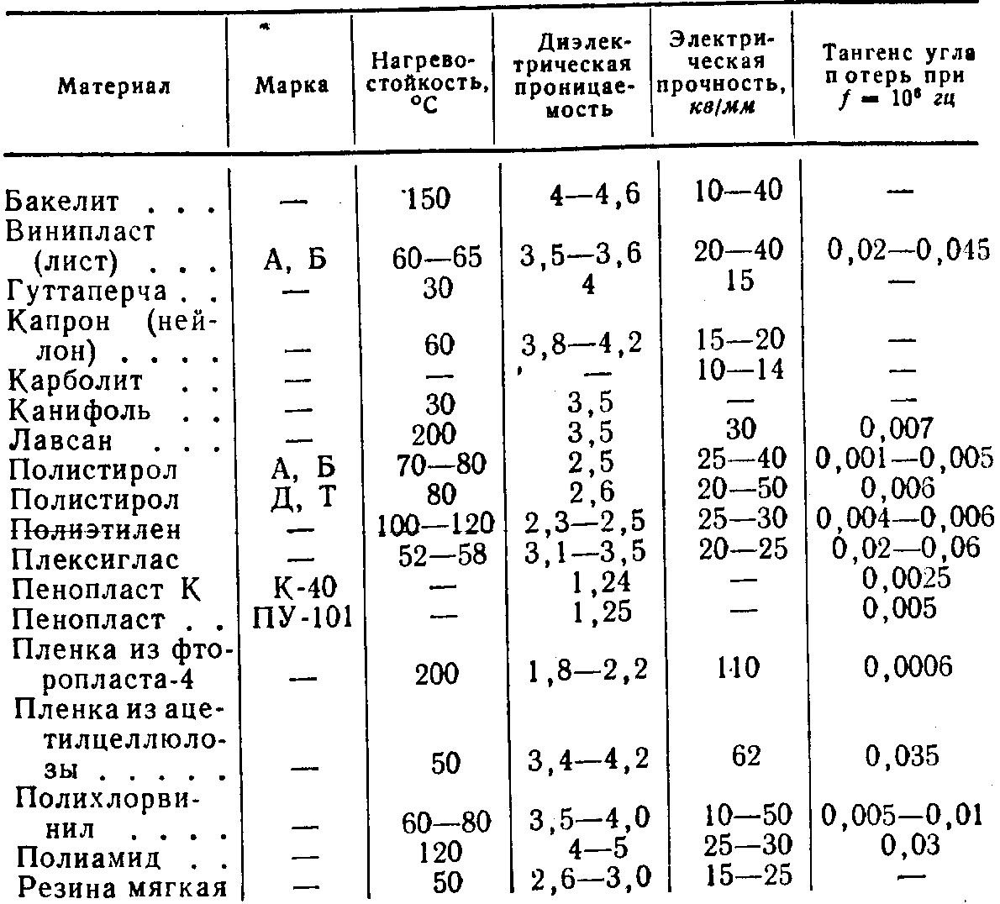 Материал
Марка
Нагрево-
стойкость,
°С
Диэлек-
трическая
проницае-
мость
Электри-
ческая
прочность,
кв/мм
Тангенс угла
потерь при
f = 10⁶ гц
Бакелит . . . — 150 4—4,6 10—40 —
Винипласт
(лист) . . . А, Б 60—65 3,5—3,6 20—40 0,02—0,045
Гуттаперча . . — 30 4 15 —
Капрон (ней-
лон) . . . . — 60 3,8—4,2 15—20 —
Карболит . . — — — 10—14 —
Канифоль . . — 30 3,5 — —
Лавсан . . . — 200 3,5 30 0,007
Полистирол А, Б 70—80 2,5 25—40 0,001—0,005
Полистирол Д, Т 80 2,6 20—50 0,006
Полиэтилен — 100—120 2,3—2,5 25—30 0,004—0,006
Плексиглас — 52—58 3,1—3,5 20—25 0,02—0,06
Пенопласт К К-40 — 1,24 — 0,0025
Пенопласт . . ПУ-101 — 1,25 — 0,005
Пленка из фто-
ропласта-4 — 200 1,8—2,2 110 0,0006
Пленка из аце-
тилцеллюло-
зы . . . . . — 50 3,4—4,2 62 0,035
Полихлорви-
нил . . . . — 60—80 3,5—4,0 10—50 0,005—0,01
Полиамид . . — 120 4—5 25—30 0,03
Резина мягкая — 50 2,6—3,0 15—25 —